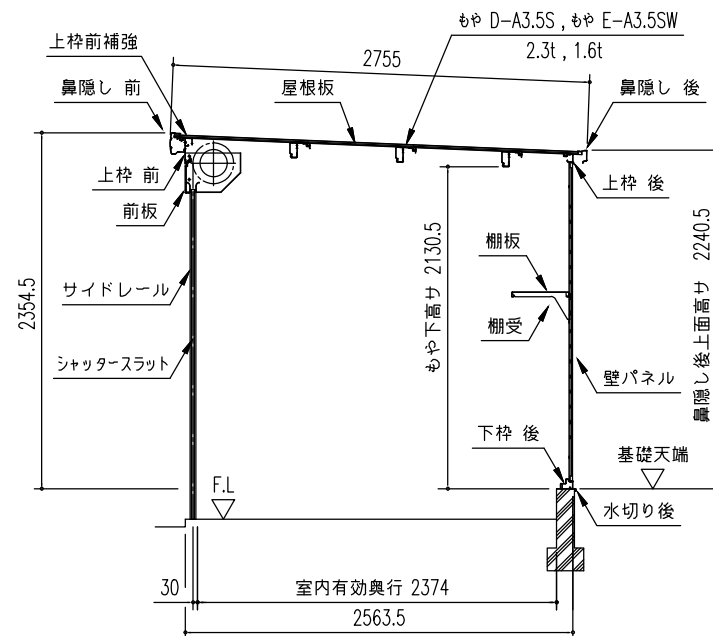 もや D-A3.5S , もや E-A3.5SW
2.3t , 1.6t
上枠前補強
2755
鼻隠し 前
屋根板
鼻隠し 後
上枠 前
上枠 後
前板
2354.5
サイドレール
シャッタースラット
もや下高サ 2130.5
棚板
棚受
鼻隠し後上面高サ 2240.5
壁パネル
下枠 後
基礎天端
F.L
水切り後
30
室内有効奥行 2374
2563.5